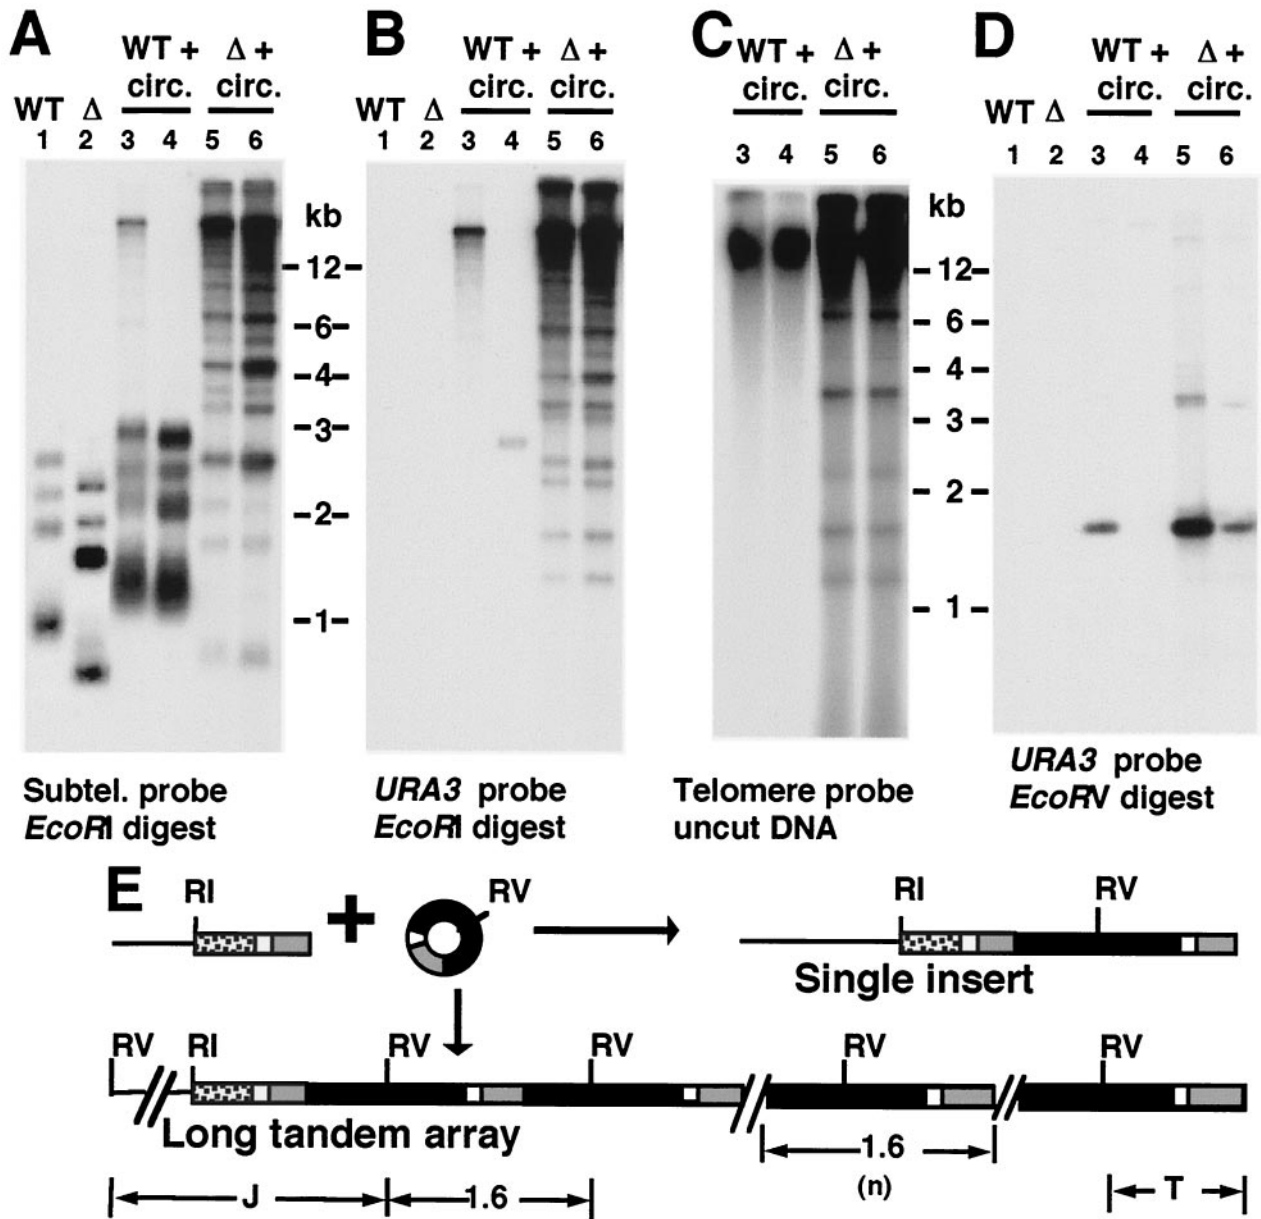 A
WT +
circ.
Δ +
circ.
WT Δ
1 2 3 4 5 6
kb
12
6
4
3
2
1
Subtel. probe
EcoRI digest
B
WT +
circ.
Δ +
circ.
WT Δ
1 2 3 4 5 6
URA3 probe
EcoRI digest
C
WT +
circ.
Δ +
circ.
3 4 5 6
kb
12
6
4
3
2
1
Telomere probe
uncut DNA
D
WT +
circ.
Δ +
circ.
WT Δ
1 2 3 4 5 6
URA3 probe
EcoRV digest
E
RI + RV RI RV
Single insert
RV RI RV RV RV RV
Long tandem array
1.6
(n)
J 1.6 T